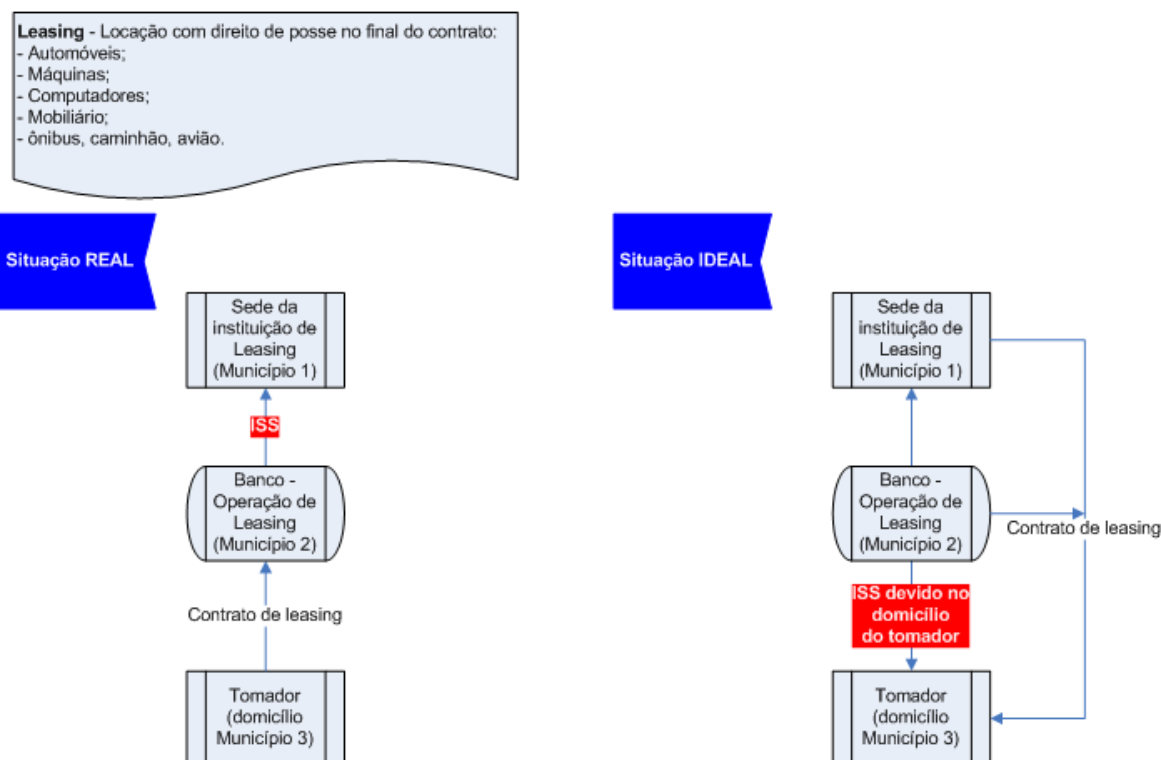 Leasing - Locação com direito de posse no final do contrato:
- Automóveis;
- Máquinas;
- Computadores;
- Mobiliário;
- ônibus, caminhão, avião.
Situação REAL
Sede da
instituição de
Leasing
(Município 1)
ISS
Banco -
Operação de
Leasing
(Município 2)
Contrato de leasing
Tomador
(domicílio
Município 3)
Situação IDEAL
Sede da
instituição de
Leasing
(Município 1)
Banco -
Operação de
Leasing
(Município 2)
Contrato de leasing
ISS devido no
domicílio
do tomador
Tomador
(domicílio
Município 3)